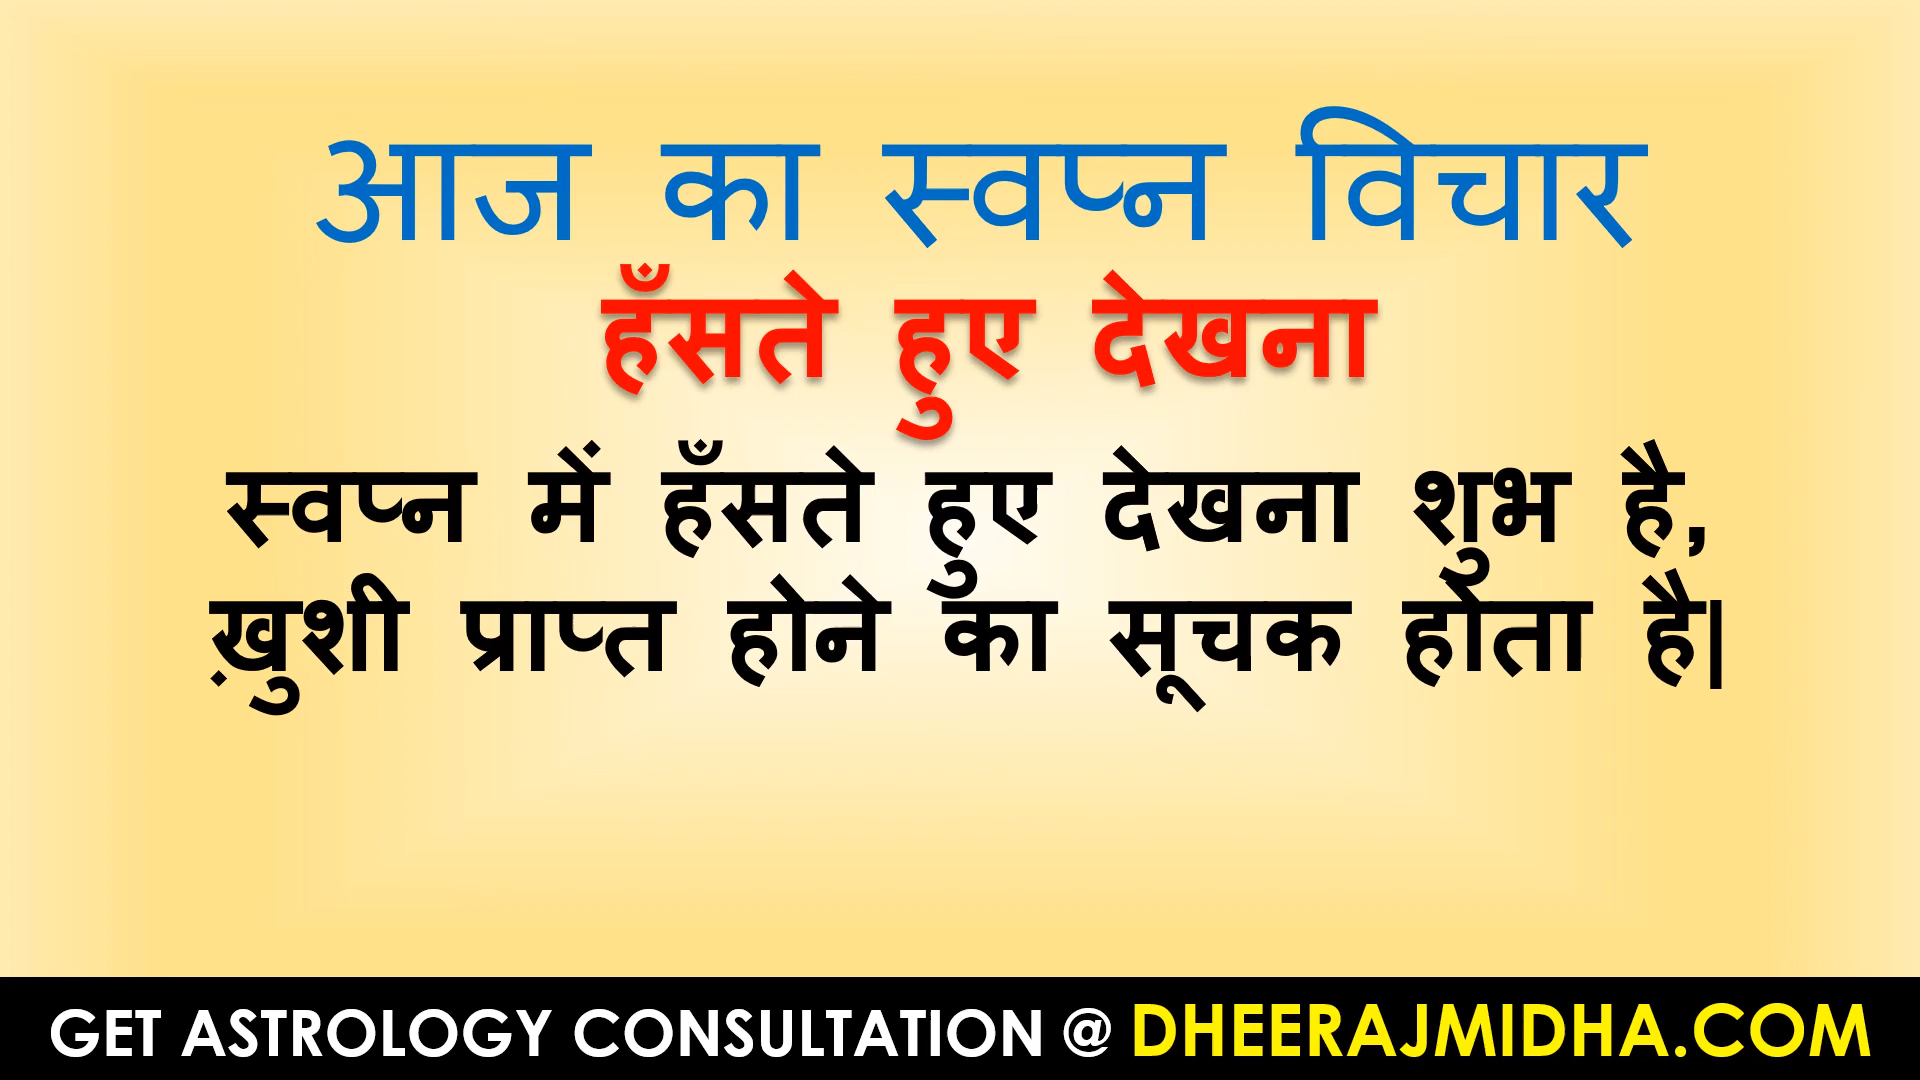 आज का स्वप्न विचार
हँसते हुए देखना
स्वप्न में हँसते हुए देखना शुभ है,
ख़ुशी प्राप्त होने का सूचक होता है|
GET ASTROLOGY CONSULTATION @ DHEERAJMIDHA.COM